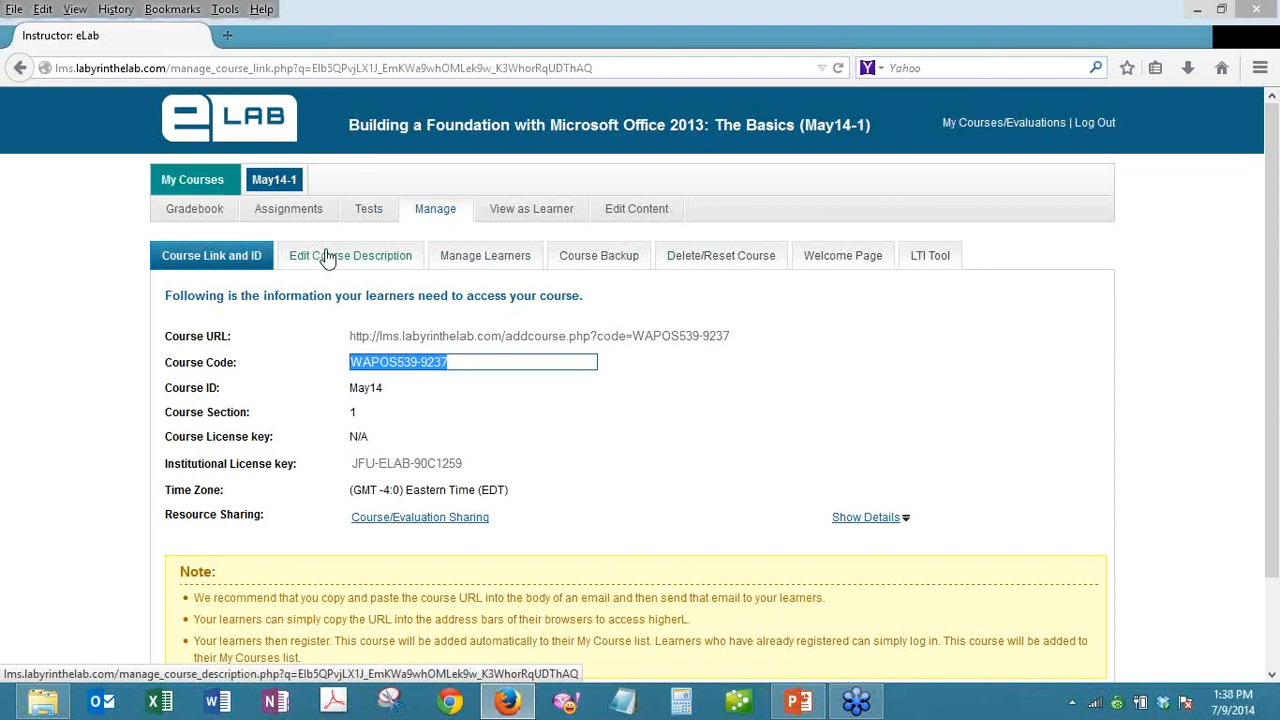 File Edit View History Bookmarks Tools Help
Instructor: eLab
lms.labyrinthelab.com/manage_course_link.php?q=Elb5QPvjLX1J_EmKWa9whOMLek9w_K3WhorRqUDThAQ
Yahoo
e LAB
Building a Foundation with Microsoft Office 2013: The Basics (May14-1)
My Courses/Evaluations | Log Out
My Courses May14-1
Gradebook Assignments Tests Manage View as Learner Edit Content
Course Link and ID Edit Course Description Manage Learners Course Backup Delete/Reset Course Welcome Page LTI Tool
Following is the information your learners need to access your course.
Course URL: http://lms.labyrinthelab.com/addcourse.php?code=WAPOS539-9237
Course Code: WAPOS539-9237
Course ID: May14
Course Section: 1
Course License key: N/A
Institutional License key: JFU-ELAB-90C1259
Time Zone: (GMT -4:0) Eastern Time (EDT)
Resource Sharing: Course/Evaluation Sharing Show Details
Note:
We recommend that you copy and paste the course URL into the body of an email and then send that email to your learners.
Your learners can simply copy the URL into the address bars of their browsers to access higherL.
Your learners then register. This course will be added automatically to their My Course list. Learners who have already registered can simply log in. This course will be added to
their My Courses list.
lms.labyrinthelab.com/manage_course_description.php?q=Elb5QPvjLX1J_EmKWa9whOMLek9w_K3WhorRqUDThAQ
1:38 PM
7/9/2014